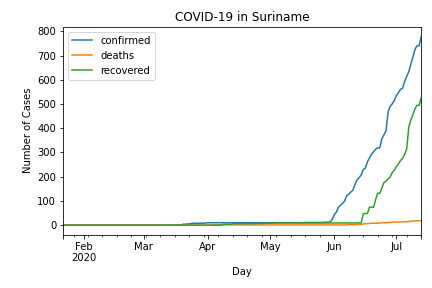 COVID-19 in Suriname
confirmed
deaths
recovered
Number of Cases
800
700
600
500
400
300
200
100
0
Feb
2020
Mar
Apr
May
Jun
Jul
Day